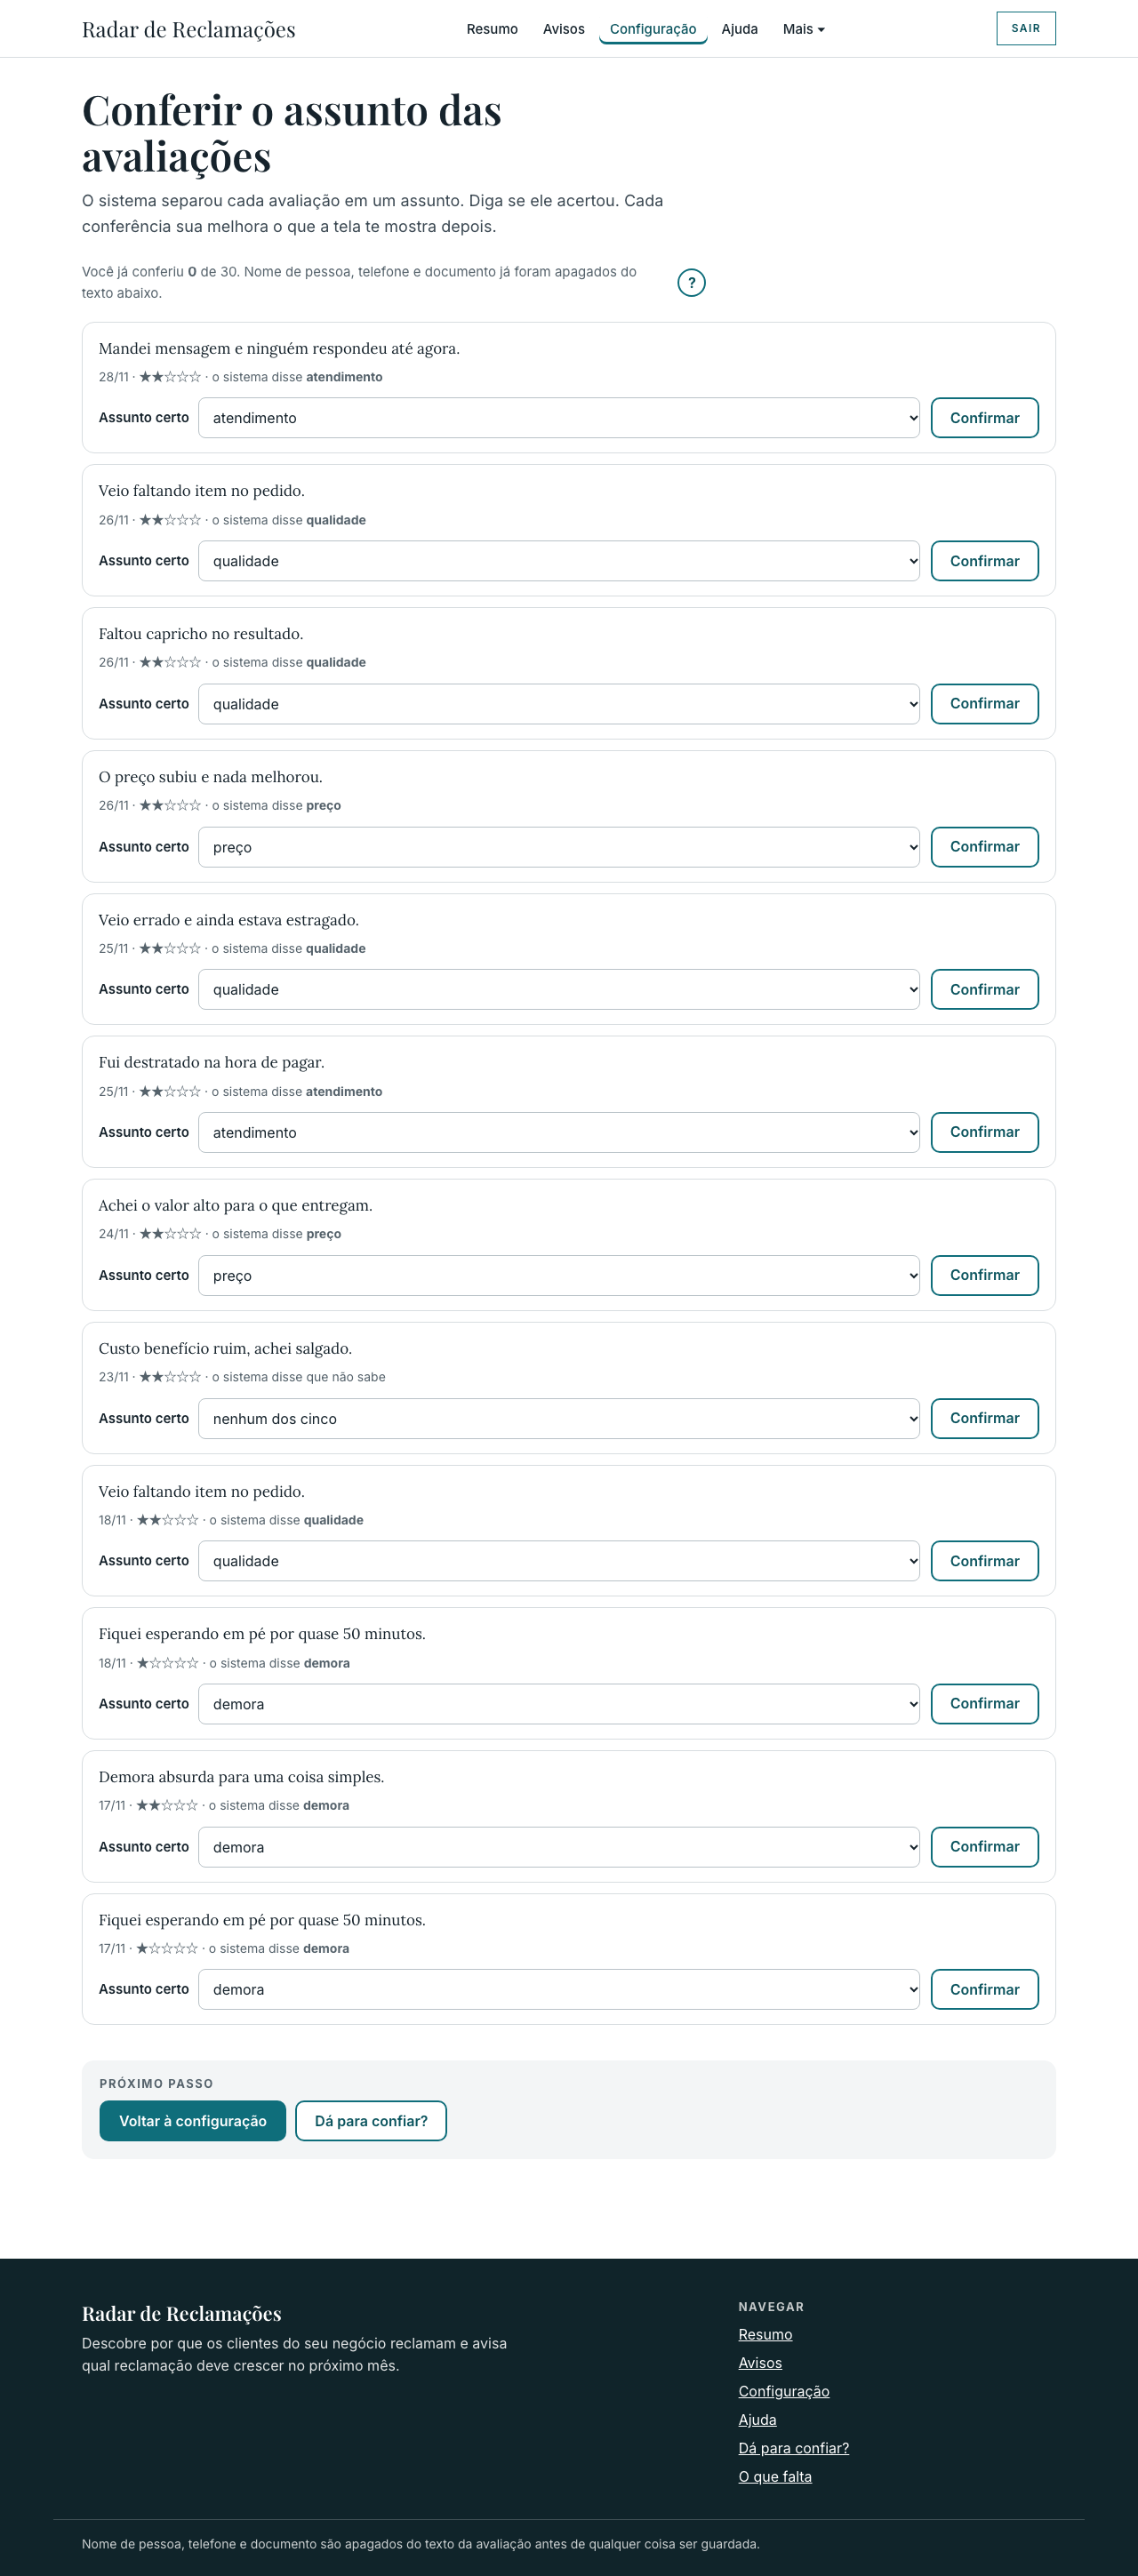 Radar de Reclamações
Resumo Avisos Configuração Ajuda Mais
SAIR
Conferir o assunto das
avaliações
O sistema separou cada avaliação em um assunto. Diga se ele acertou. Cada
conferência sua melhora o que a tela te mostra depois.
Você já conferiu 0 de 30. Nome de pessoa, telefone e documento já foram apagados do
texto abaixo.
?
Mandei mensagem e ninguém respondeu até agora.
28/11 · ★★☆☆☆ · o sistema disse atendimento
Assunto certo atendimento Confirmar
Veio faltando item no pedido.
26/11 · ★★☆☆☆ · o sistema disse qualidade
Assunto certo qualidade Confirmar
Faltou capricho no resultado.
26/11 · ★★☆☆☆ · o sistema disse qualidade
Assunto certo qualidade Confirmar
O preço subiu e nada melhorou.
26/11 · ★★☆☆☆ · o sistema disse preço
Assunto certo preço Confirmar
Veio errado e ainda estava estragado.
25/11 · ★★☆☆☆ · o sistema disse qualidade
Assunto certo qualidade Confirmar
Fui destratado na hora de pagar.
25/11 · ★★☆☆☆ · o sistema disse atendimento
Assunto certo atendimento Confirmar
Achei o valor alto para o que entregam.
24/11 · ★★☆☆☆ · o sistema disse preço
Assunto certo preço Confirmar
Custo benefício ruim, achei salgado.
23/11 · ★★☆☆☆ · o sistema disse que não sabe
Assunto certo nenhum dos cinco Confirmar
Veio faltando item no pedido.
18/11 · ★★☆☆☆ · o sistema disse qualidade
Assunto certo qualidade Confirmar
Fiquei esperando em pé por quase 50 minutos.
18/11 · ★☆☆☆☆ · o sistema disse demora
Assunto certo demora Confirmar
Demora absurda para uma coisa simples.
17/11 · ★★☆☆☆ · o sistema disse demora
Assunto certo demora Confirmar
Fiquei esperando em pé por quase 50 minutos.
17/11 · ★☆☆☆☆ · o sistema disse demora
Assunto certo demora Confirmar
PRÓXIMO PASSO
Voltar à configuração Dá para confiar?
Radar de Reclamações
Descobre por que os clientes do seu negócio reclamam e avisa
qual reclamação deve crescer no próximo mês.
NAVEGAR
Resumo
Avisos
Configuração
Ajuda
Dá para confiar?
O que falta
Nome de pessoa, telefone e documento são apagados do texto da avaliação antes de qualquer coisa ser guardada.